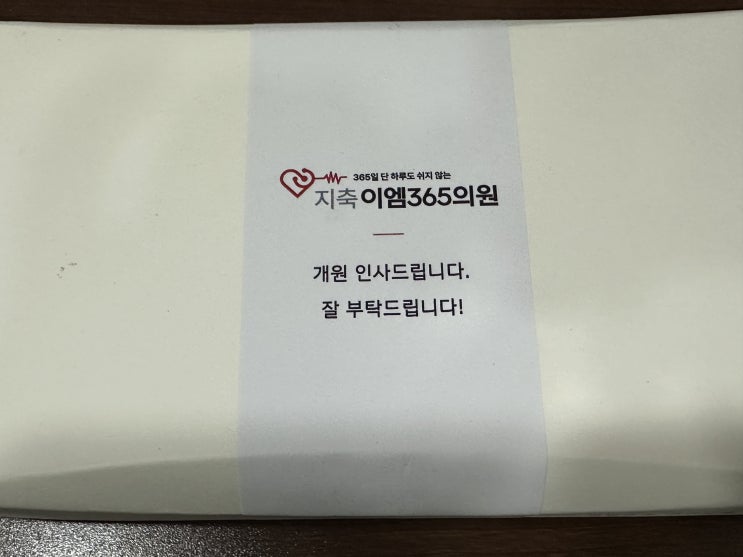 365일 단 하루도 쉬지 않는
지축 이엠365의원
개원 인사드립니다.
잘 부탁드립니다!